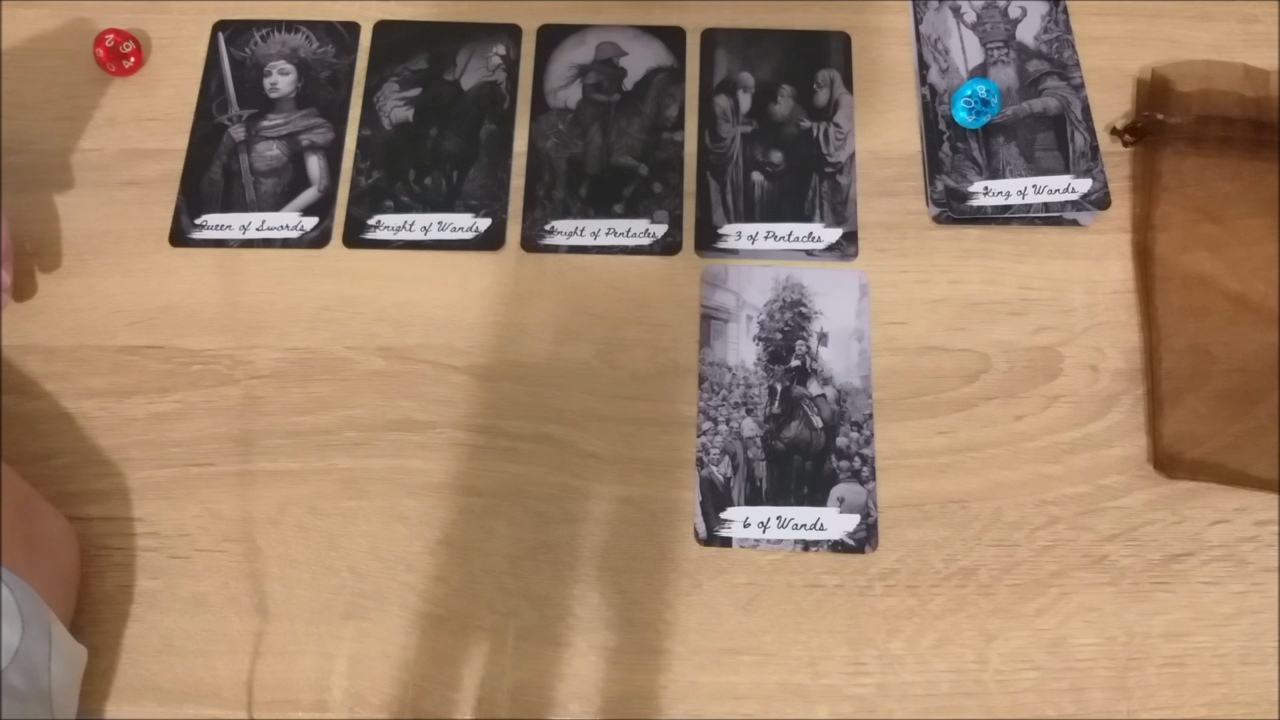 Queen of Swords
Knight of Wands
Knight of Pentacles
3 of Pentacles
King of Wands
6 of Wands